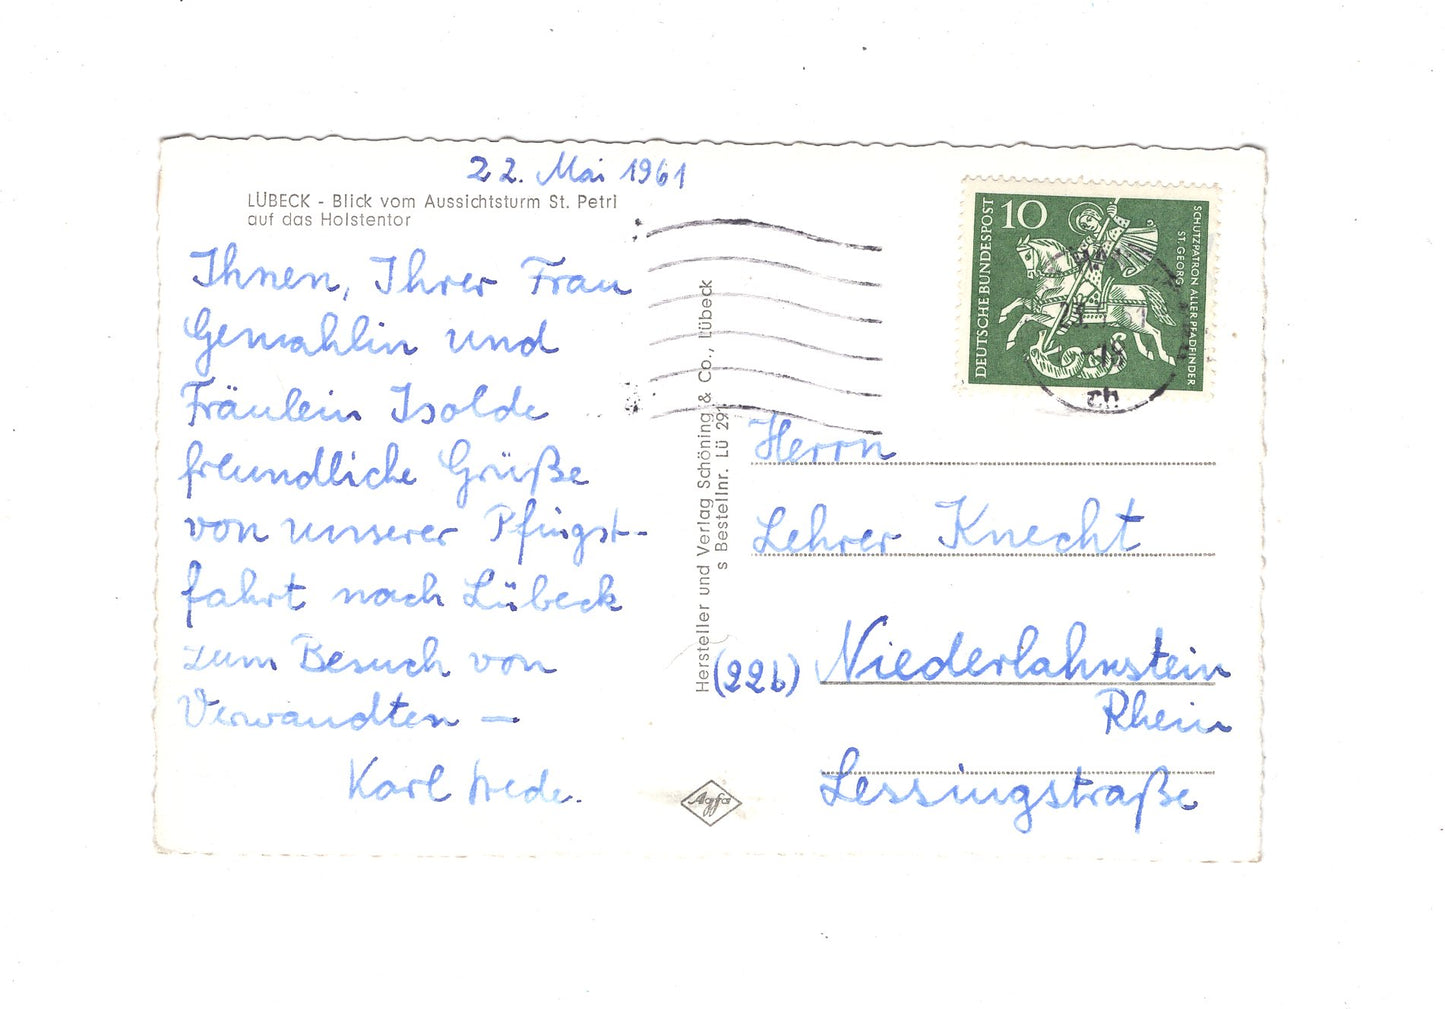 22. Mai 1961
LÜBECK - Blick vom Aussichtsturm St. Petri
auf das Holstentor
Ihnen, Ihrer Frau
Gemahlin und
Fräulein Isolde
freundliche Grüße
von unserer Pfingst-
fahrt nach Lübeck
zum Besuch von
Verwandten —
Karl
Hersteller und Verlag Schöning & Co., Lübeck
s Bestellnr. Lü 291
Agfa
DEUTSCHE BUNDESPOST
10
SCHUTZPATRON ALLER PFADFINDER
ST. GEORG
Herrn
Lehrer Knecht
(22b) Niederlahnstein
Rhein
Lessingstraße